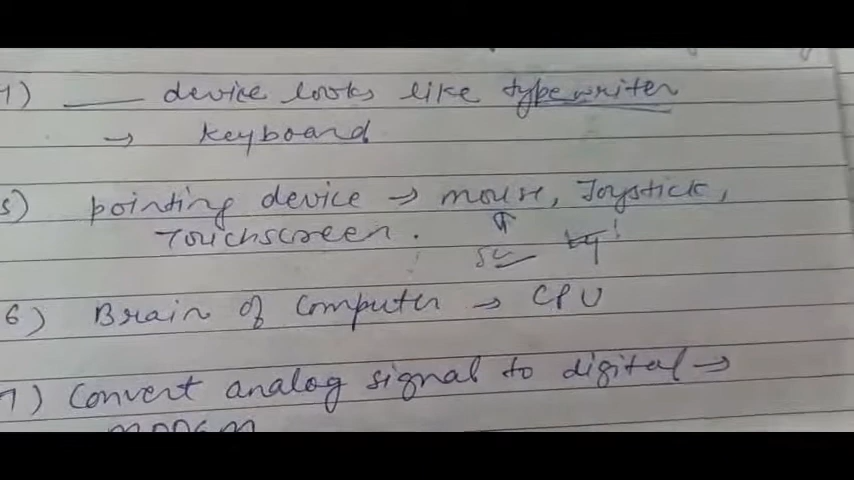 4) ____ device looks like typewriter
→ keyboard
5) pointing device → mouse, Joystick,
Touchscreen.
6) Brain of computer → CPU
7) Convert analog signal to digital →